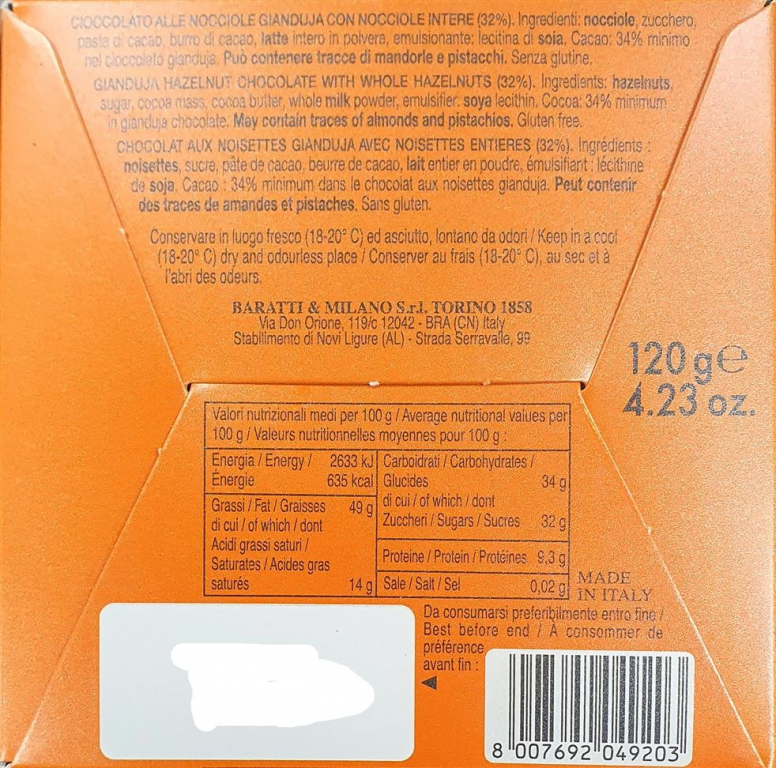 CIOCCOLATO ALLE NOCCIOLE GIANDUJA CON NOCCIOLE INTERE (32%). Ingredienti: nocciole, zucchero,
pasta di cacao, burro di cacao, latte intero in polvere, emulsionante: lecitina di soia. Cacao: 34% minimo
nel cioccolato gianduja. Può contenere tracce di mandorle e pistacchi. Senza glutine.
GIANDUJA HAZELNUT CHOCOLATE WITH WHOLE HAZELNUTS (32%). Ingredients: hazelnuts,
sugar, cocoa mass, cocoa butter, whole milk powder, emulsifier: soya lecithin. Cocoa: 34% minimum
in gianduja chocolate. May contain traces of almonds and pistachios. Gluten free.
CHOCOLAT AUX NOISETTES GIANDUJA AVEC NOISETTES ENTIERES (32%). Ingrédients :
noisettes, sucre, pâte de cacao, beurre de cacao, lait entier en poudre, émulsifiant : lécithine
de soja. Cacao : 34% minimum dans le chocolat aux noisettes gianduja. Peut contenir
des traces de amandes et pistaches. Sans gluten.
Conservare in luogo fresco (18-20° C) ed asciutto, lontano da odori / Keep in a cool
(18-20° C) dry and odourless place / Conserver au frais (18-20° C), au sec et à
l'abri des odeurs.
BARATTI & MILANO S.r.l. TORINO 1858
Via Don Orione, 119/c 12042 - BRA (CN) Italy
Stabilimento di Novi Ligure (AL) - Strada Serravalle, 99
120 g e
4.23 oz.
Valori nutrizionali medi per 100 g / Average nutritional values per
100 g / Valeurs nutritionnelles moyennes pour 100 g :
Energia / Energy / 2633 kJ
Énergie 635 kcal
Grassi / Fat / Graisses 49 g
di cui / of which / dont
Acidi grassi saturi /
Saturates / Acides gras
saturés 14 g
Carboidrati / Carbohydrates /
Glucides 34 g
di cui / of which / dont
Zuccheri / Sugars / Sucres 32 g
Proteine / Protein / Protéines 9,3 g
Sale / Salt / Sel 0,02 g
MADE
IN ITALY
Da consumarsi preferibilmente entro fine /
Best before end / À consommer de
préférence
avant fin :
8 007692 049203